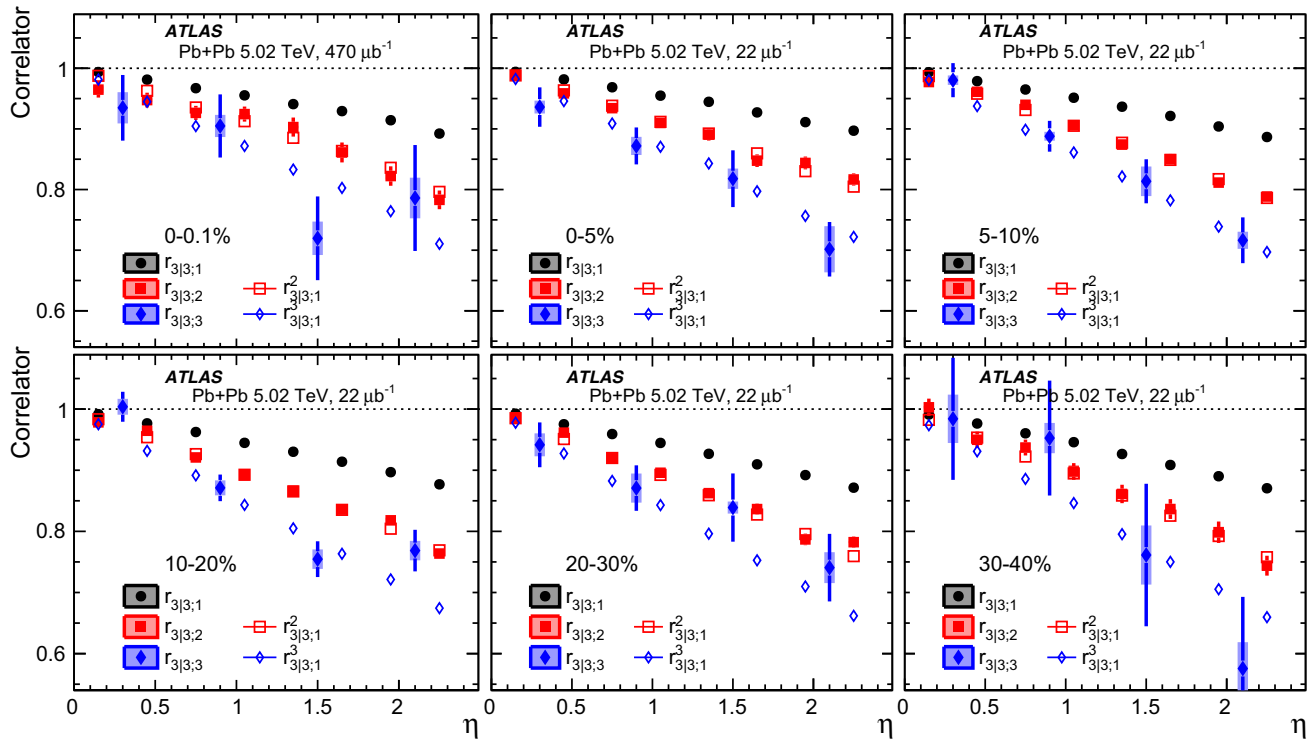 Correlator
ATLAS
Pb+Pb 5.02 TeV, 470 μb⁻¹
1
0.8
0.6
0-0.1%
r3|3;1
r3|3;2 r²3|3;1
r3|3;3 r³3|3;1
ATLAS
Pb+Pb 5.02 TeV, 22 μb⁻¹
0-5%
r3|3;1
r3|3;2 r²3|3;1
r3|3;3 r³3|3;1
ATLAS
Pb+Pb 5.02 TeV, 22 μb⁻¹
5-10%
r3|3;1
r3|3;2 r²3|3;1
r3|3;3 r³3|3;1
Correlator
ATLAS
Pb+Pb 5.02 TeV, 22 μb⁻¹
1
0.8
0.6
10-20%
r3|3;1
r3|3;2 r²3|3;1
r3|3;3 r³3|3;1
0 0.5 1 1.5 2
η
ATLAS
Pb+Pb 5.02 TeV, 22 μb⁻¹
20-30%
r3|3;1
r3|3;2 r²3|3;1
r3|3;3 r³3|3;1
0 0.5 1 1.5 2
η
ATLAS
Pb+Pb 5.02 TeV, 22 μb⁻¹
30-40%
r3|3;1
r3|3;2 r²3|3;1
r3|3;3 r³3|3;1
0 0.5 1 1.5 2
η